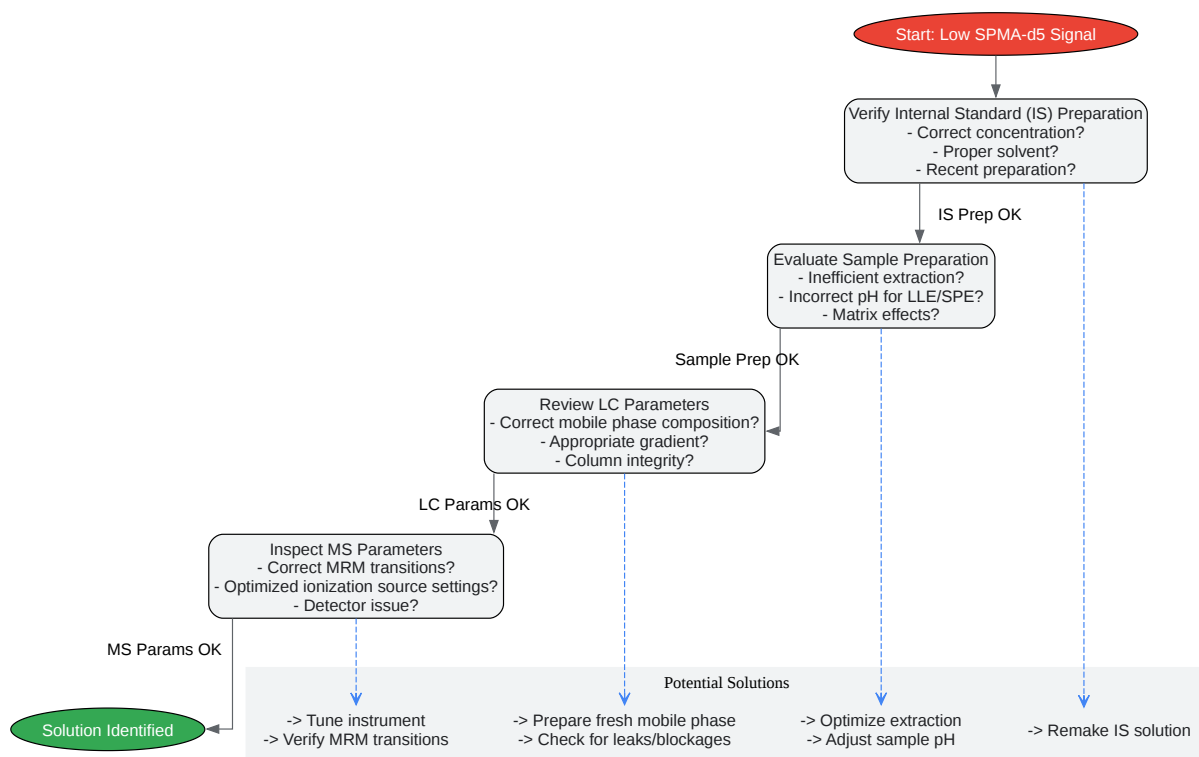 Start: Low SPMA-d5 Signal
Verify Internal Standard (IS) Preparation
- Correct concentration?
- Proper solvent?
- Recent preparation?
IS Prep OK
Evaluate Sample Preparation
- Inefficient extraction?
- Incorrect pH for LLE/SPE?
- Matrix effects?
Sample Prep OK
Review LC Parameters
- Correct mobile phase composition?
- Appropriate gradient?
- Column integrity?
LC Params OK
Inspect MS Parameters
- Correct MRM transitions?
- Optimized ionization source settings?
- Detector issue?
MS Params OK
Solution Identified
Potential Solutions
-> Tune instrument
-> Verify MRM transitions
-> Prepare fresh mobile phase
-> Check for leaks/blockages
-> Optimize extraction
-> Adjust sample pH
-> Remake IS solution